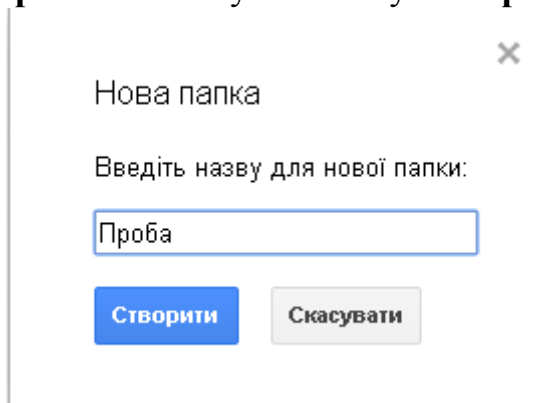 Нова папка
Введіть назву для нової папки:
Проба
Створити
Скасувати